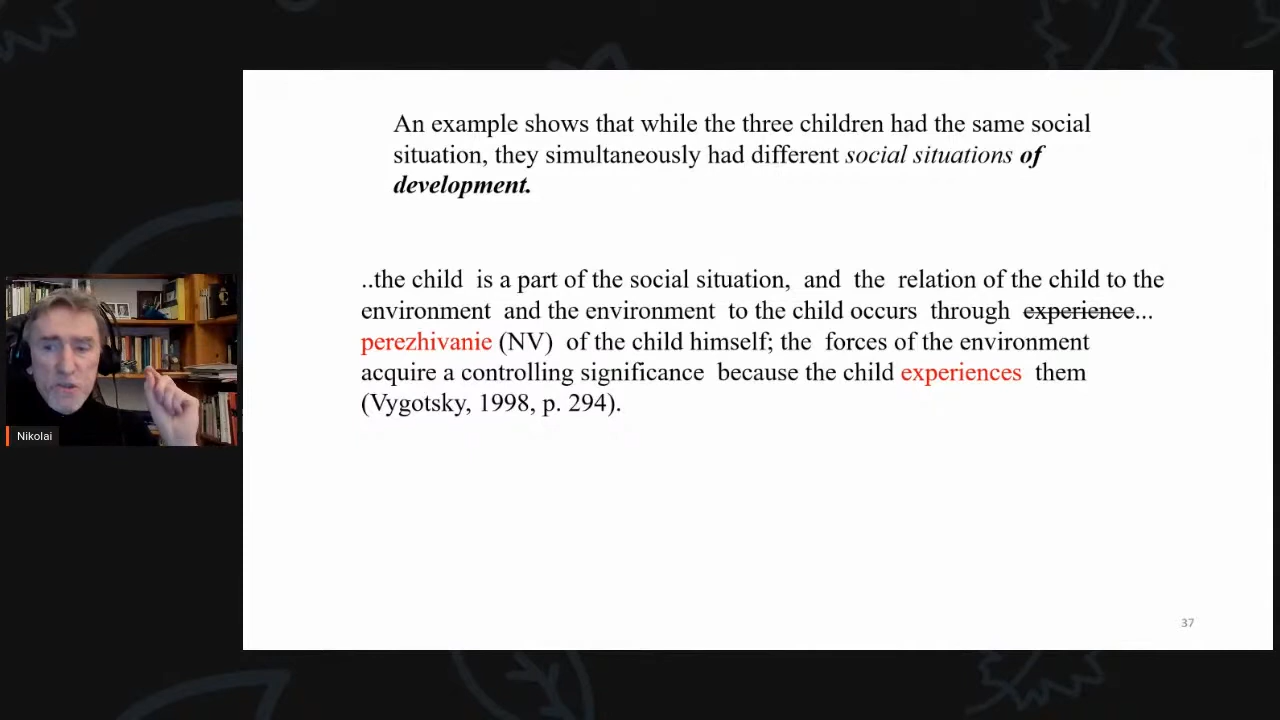 An example shows that while the three children had the same social
situation, they simultaneously had different social situations of
development.
..the child is a part of the social situation, and the relation of the child to the
environment and the environment to the child occurs through experience...
perezhivanie (NV) of the child himself; the forces of the environment
acquire a controlling significance because the child experiences them
(Vygotsky, 1998, p. 294).
Nikolai
37